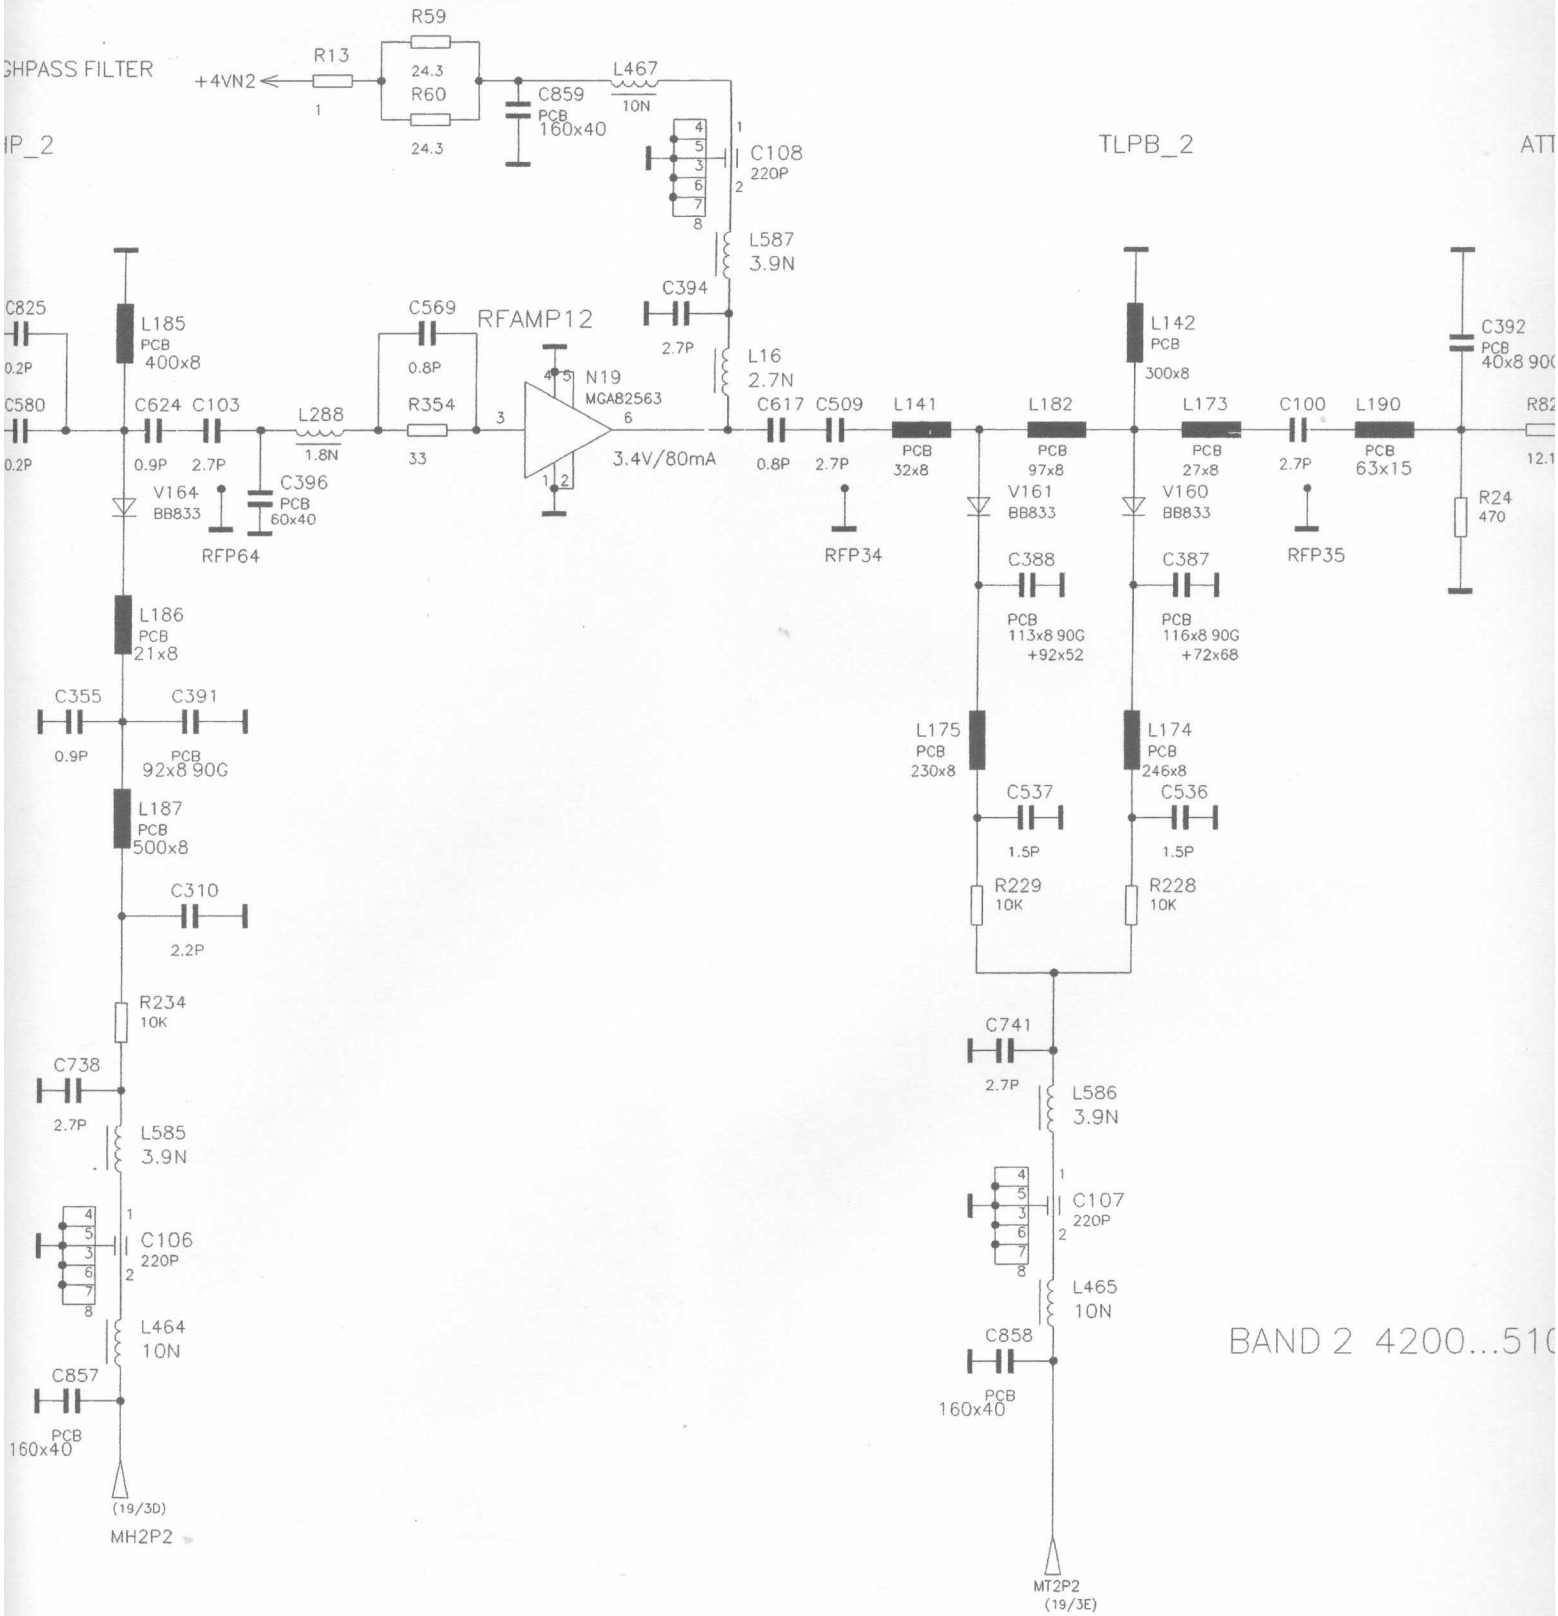 GHPASS FILTER
HP_2
+4VN2
R13
1
R59
24.3
R60
24.3
C859
PCB
160x40
L467
10N
4
5
3
6
7
8
1
2
C108
220P
L587
3.9N
C394
2.7P
L16
2.7N
TLPB_2
ATT
C825
0.2P
C580
0.2P
L185
PCB
400x8
C624
0.9P
C103
2.7P
V164
BB833
RFP64
C396
PCB
60x40
L288
1.8N
C569
0.8P
R354
33
RFAMP12
3
4
5
N19
MGA82563
6
1
2
3.4V/80mA
C617
0.8P
C509
2.7P
RFP34
L141
PCB
32x8
L182
PCB
97x8
L142
PCB
300x8
L173
PCB
27x8
C100
2.7P
RFP35
L190
PCB
63x15
C392
PCB
40x8 90G
R82
12.1
R24
470
V161
BB833
V160
BB833
C388
PCB
113x8 90G
+92x52
C387
PCB
116x8 90G
+72x68
L186
PCB
21x8
C355
0.9P
C391
PCB
92x8 90G
L187
PCB
500x8
C310
2.2P
R234
10K
C738
2.7P
L585
3.9N
4
5
3
6
7
8
1
2
C106
220P
L464
10N
C857
PCB
160x40
(19/3D)
MH2P2
L175
PCB
230x8
L174
PCB
246x8
C537
1.5P
C536
1.5P
R229
10K
R228
10K
C741
2.7P
L586
3.9N
4
5
3
6
7
8
1
2
C107
220P
L465
10N
C858
PCB
160x40
MT2P2
(19/3E)
BAND 2 4200...510